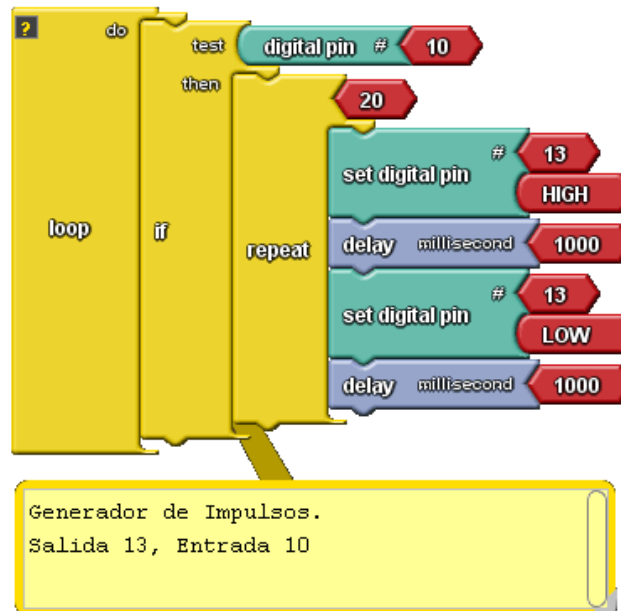 ? do
test digital pin # 10
then
20
# 13
set digital pin
HIGH
loop if repeat delay millisecond 1000
# 13
set digital pin
LOW
delay millisecond 1000
Generador de Impulsos.
Salida 13, Entrada 10